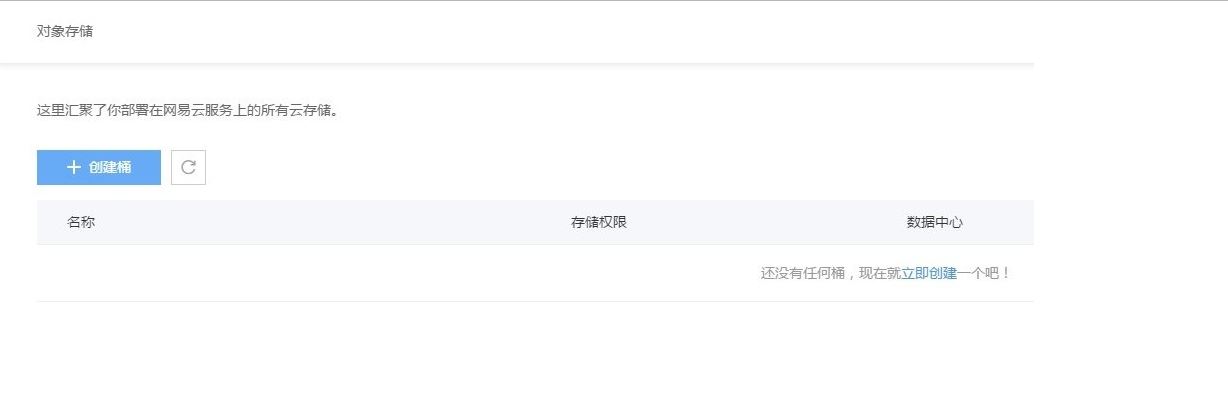 对象存储
这里汇聚了你部署在网易云服务上的所有云存储。
创建桶
名称 存储权限 数据中心
还没有任何桶，现在就立即创建一个吧！